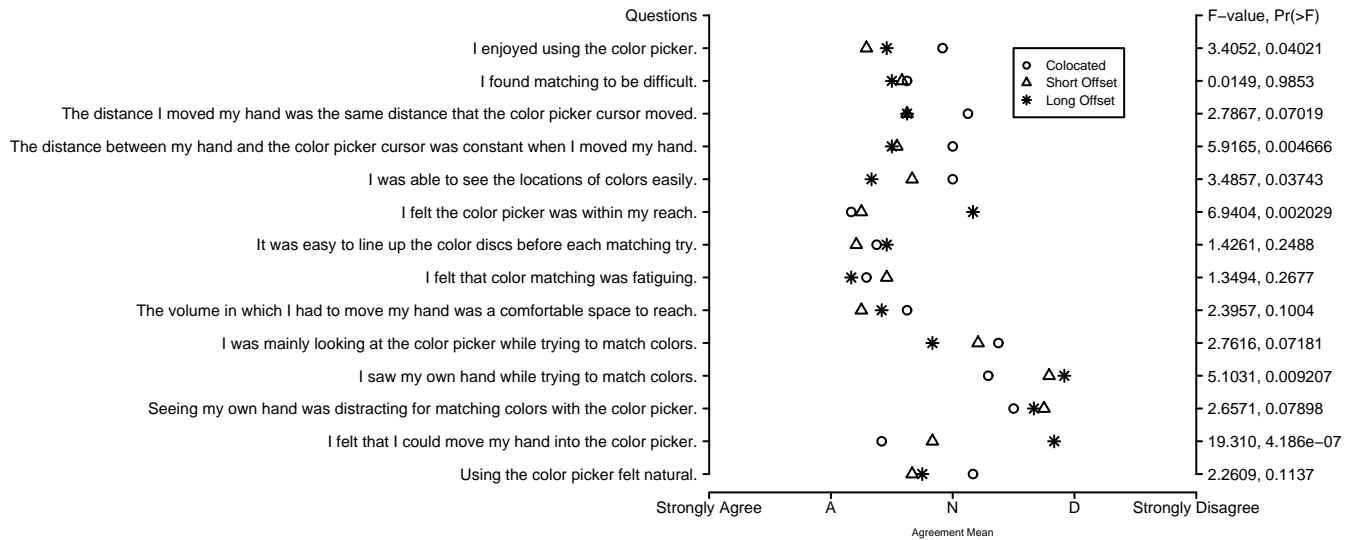 Questions
F−value, Pr(>F)
I enjoyed using the color picker.
3.4052, 0.04021
I found matching to be difficult.
0.0149, 0.9853
The distance I moved my hand was the same distance that the color picker cursor moved.
2.7867, 0.07019
The distance between my hand and the color picker cursor was constant when I moved my hand.
5.9165, 0.004666
I was able to see the locations of colors easily.
3.4857, 0.03743
I felt the color picker was within my reach.
6.9404, 0.002029
It was easy to line up the color discs before each matching try.
1.4261, 0.2488
I felt that color matching was fatiguing.
1.3494, 0.2677
The volume in which I had to move my hand was a comfortable space to reach.
2.3957, 0.1004
I was mainly looking at the color picker while trying to match colors.
2.7616, 0.07181
I saw my own hand while trying to match colors.
5.1031, 0.009207
Seeing my own hand was distracting for matching colors with the color picker.
2.6571, 0.07898
I felt that I could move my hand into the color picker.
19.310, 4.186e−07
Using the color picker felt natural.
2.2609, 0.1137
Colocated
Short Offset
Long Offset
Strongly Agree
A
N
D
Strongly Disagree
Agreement Mean